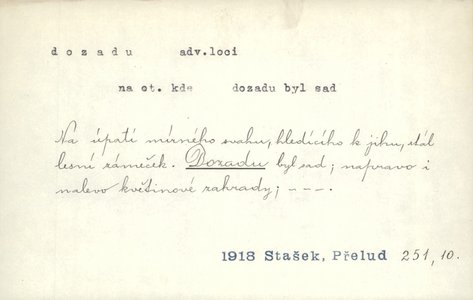 dozadu adv.loci
na ot. kde dozadu byl sad
Na úpatí mírného svahu, hledícího k jihu, stál
lesní zámeček. Dozadu byl sad; napravo i
nalevo květinové zahrady; ---.
1918 Stašek, Přelud 251, 10.